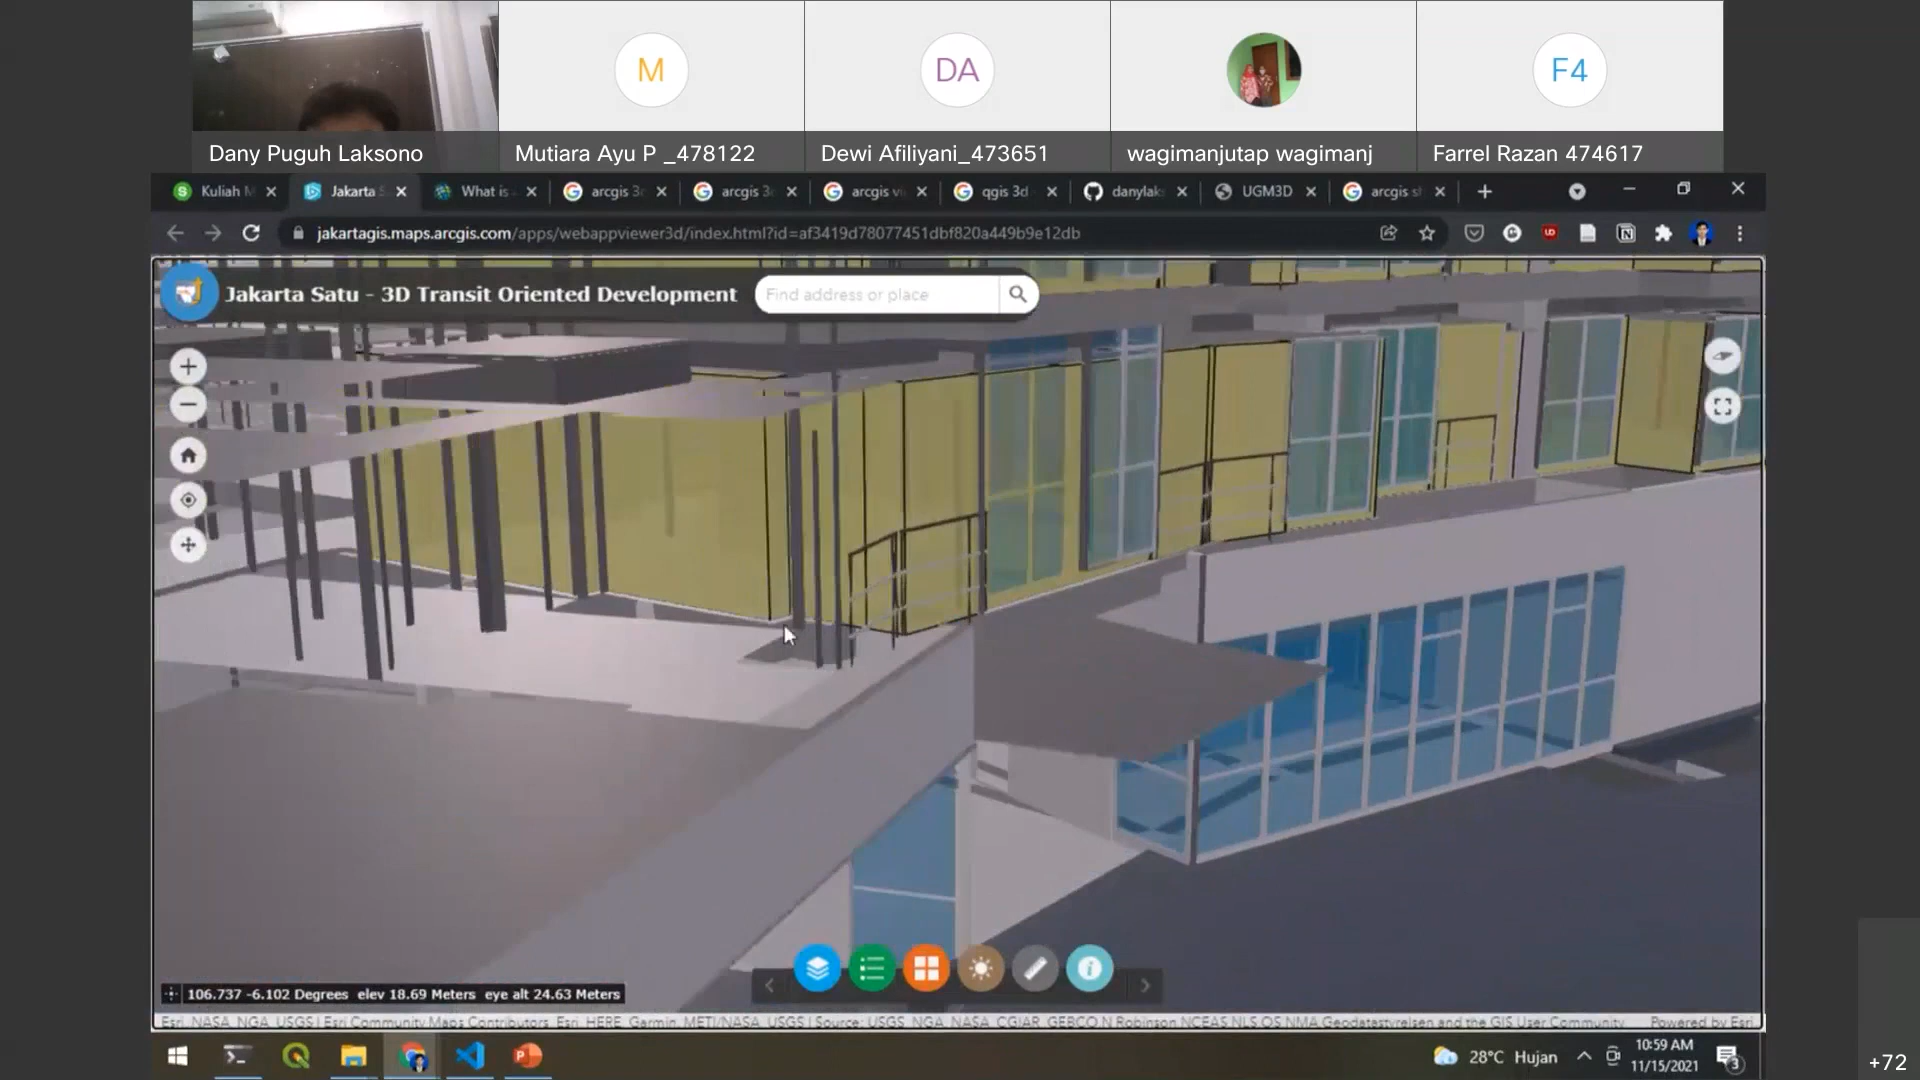 M
DA
F4
Dany Puguh Laksono
Mutiara Ayu P _478122
Dewi Afiliyani_473651
wagimanjutap wagimanj
Farrel Razan 474617
Kuliah M
Jakarta S
What is
arcgis 3
arcgis 3
arcgis vi
qgis 3d
danylak
UGM3D
arcgis s
jakartagis.maps.arcgis.com/apps/webappviewer3d/index.html?id=af3419d78077451dbf820a449b9e12db
Jakarta Satu - 3D Transit Oriented Development
Find address or place
106.737 -6.102 Degrees elev 18.69 Meters eye alt 24.63 Meters
Esri, NASA, NGA, USGS | Esri Community Maps Contributors, Esri, HERE, Garmin, METI/NASA, USGS | Source: USGS, NGA, NASA, CGIAR, GEBCO,N Robinson,NCEAS,NLS,OS,NMA,Geodatastyrelsen and the GIS User Community
Powered by Esri
28°C Hujan
10:59 AM
11/15/2021
3
+72